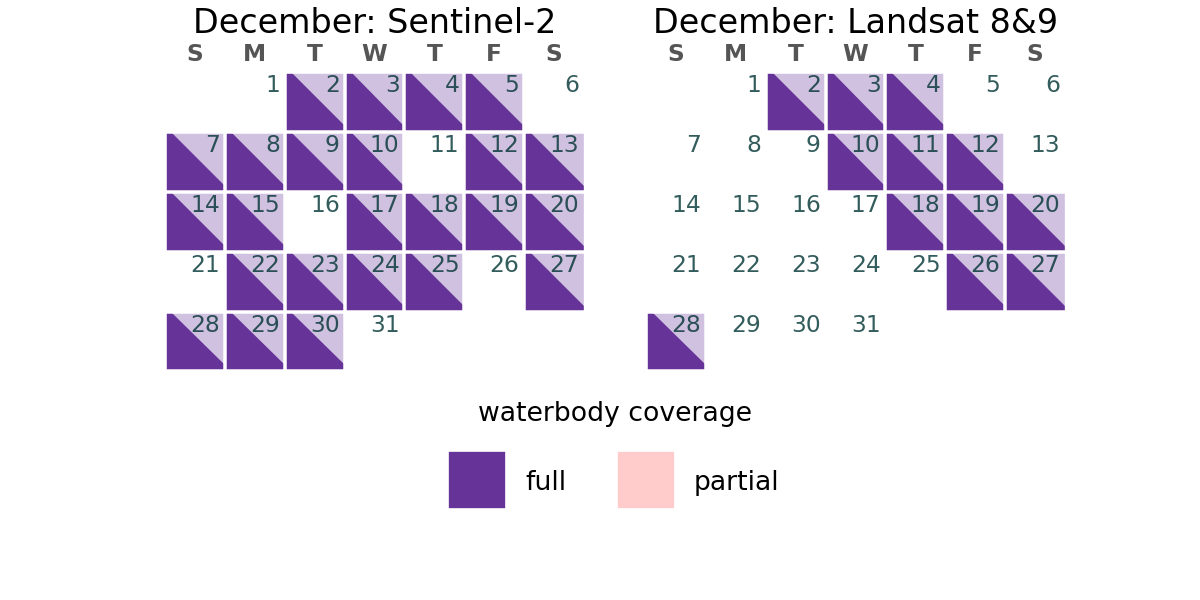 December: Sentinel-2
S M T W T F S
1 2 3 4 5 6
7 8 9 10 11 12 13
14 15 16 17 18 19 20
21 22 23 24 25 26 27
28 29 30 31
December: Landsat 8&9
S M T W T F S
1 2 3 4 5 6
7 8 9 10 11 12 13
14 15 16 17 18 19 20
21 22 23 24 25 26 27
28 29 30 31
waterbody coverage
full partial